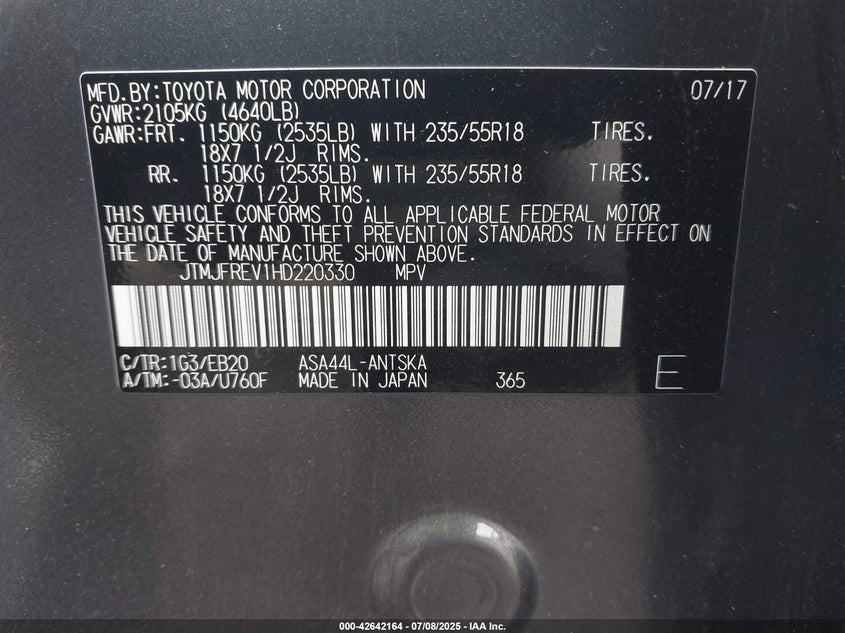 MFD.BY:TOYOTA MOTOR CORPORATION 07/17
GVWR:2105KG (4640LB)
GAWR:FRT. 1150KG (2535LB) WITH 235/55R18 TIRES.
18X7 1/2J RIMS.
RR. 1150KG (2535LB) WITH 235/55R18 TIRES.
18X7 1/2J RIMS.
THIS VEHICLE CONFORMS TO ALL APPLICABLE FEDERAL MOTOR
VEHICLE SAFETY AND THEFT PREVENTION STANDARDS IN EFFECT ON
THE DATE OF MANUFACTURE SHOWN ABOVE.
JTMJFREV1HD220330 MPV
C/TR:1G3/EB20 ASA44L-ANTSKA
A/TM:-03A/U760F MADE IN JAPAN 365 E
000-42642164 - 07/08/2025 - IAA Inc.